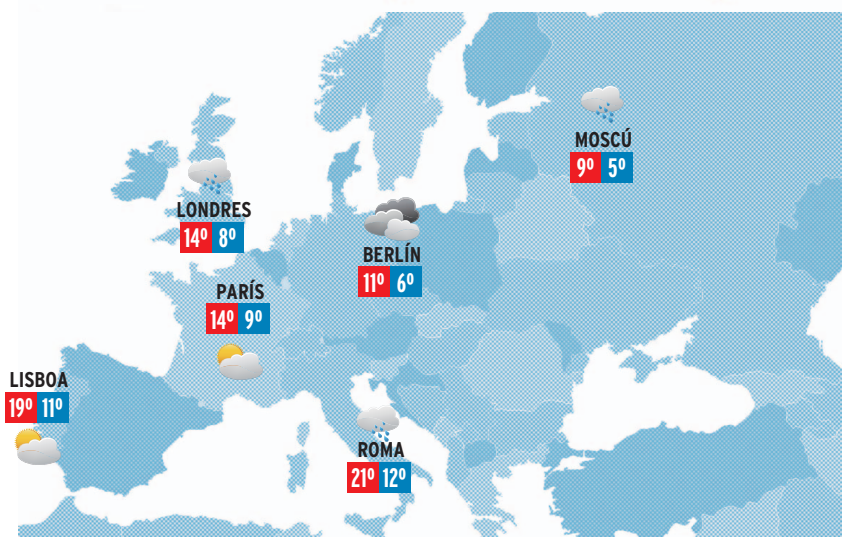 MOSCÚ
9º 5º
LONDRES
14º 8º
BERLÍN
11º 6º
PARÍS
14º 9º
LISBOA
19º 11º
ROMA
21º 12º